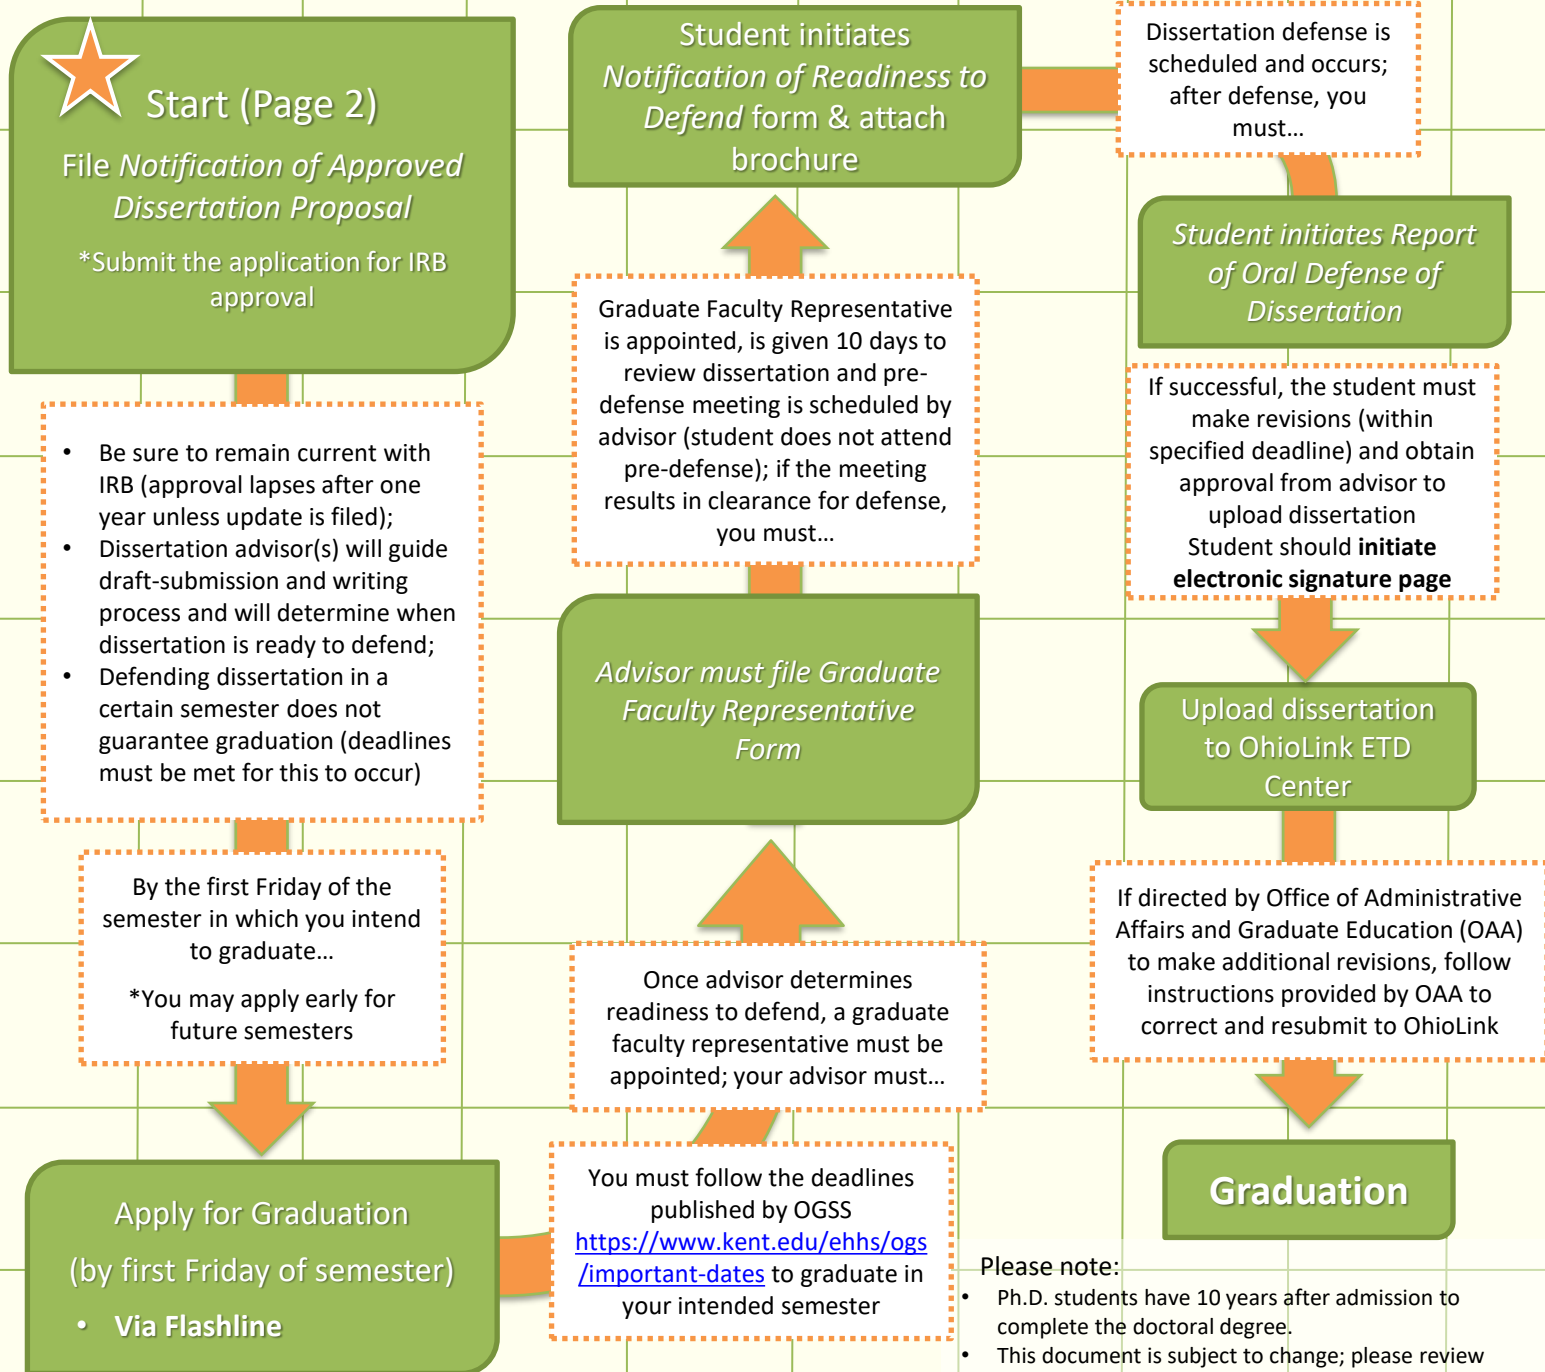 Start (Page 2)
File Notification of Approved
Dissertation Proposal
*Submit the application for IRB
approval
• Be sure to remain current with
IRB (approval lapses after one
year unless update is filed);
• Dissertation advisor(s) will guide
draft-submission and writing
process and will determine when
dissertation is ready to defend;
• Defending dissertation in a
certain semester does not
guarantee graduation (deadlines
must be met for this to occur)
By the first Friday of the
semester in which you intend
to graduate…
*You may apply early for
future semesters
Apply for Graduation
(by first Friday of semester)
• Via Flashline
You must follow the deadlines
published by OGSS
https://www.kent.edu/ehhs/ogs
/important-dates to graduate in
your intended semester
Once advisor determines
readiness to defend, a graduate
faculty representative must be
appointed; your advisor must…
Advisor must file Graduate
Faculty Representative
Form
Graduate Faculty Representative
is appointed, is given 10 days to
review dissertation and pre-
defense meeting is scheduled by
advisor (student does not attend
pre-defense); if the meeting
results in clearance for defense,
you must…
Student initiates
Notification of Readiness to
Defend form & attach
brochure
Dissertation defense is
scheduled and occurs;
after defense, you
must…
Student initiates Report
of Oral Defense of
Dissertation
If successful, the student must
make revisions (within
specified deadline) and obtain
approval from advisor to
upload dissertation
Student should initiate
electronic signature page
Upload dissertation
to OhioLink ETD
Center
If directed by Office of Administrative
Affairs and Graduate Education (OAA)
to make additional revisions, follow
instructions provided by OAA to
correct and resubmit to OhioLink
Graduation
Please note:
• Ph.D. students have 10 years after admission to
complete the doctoral degree.
• This document is subject to change; please review